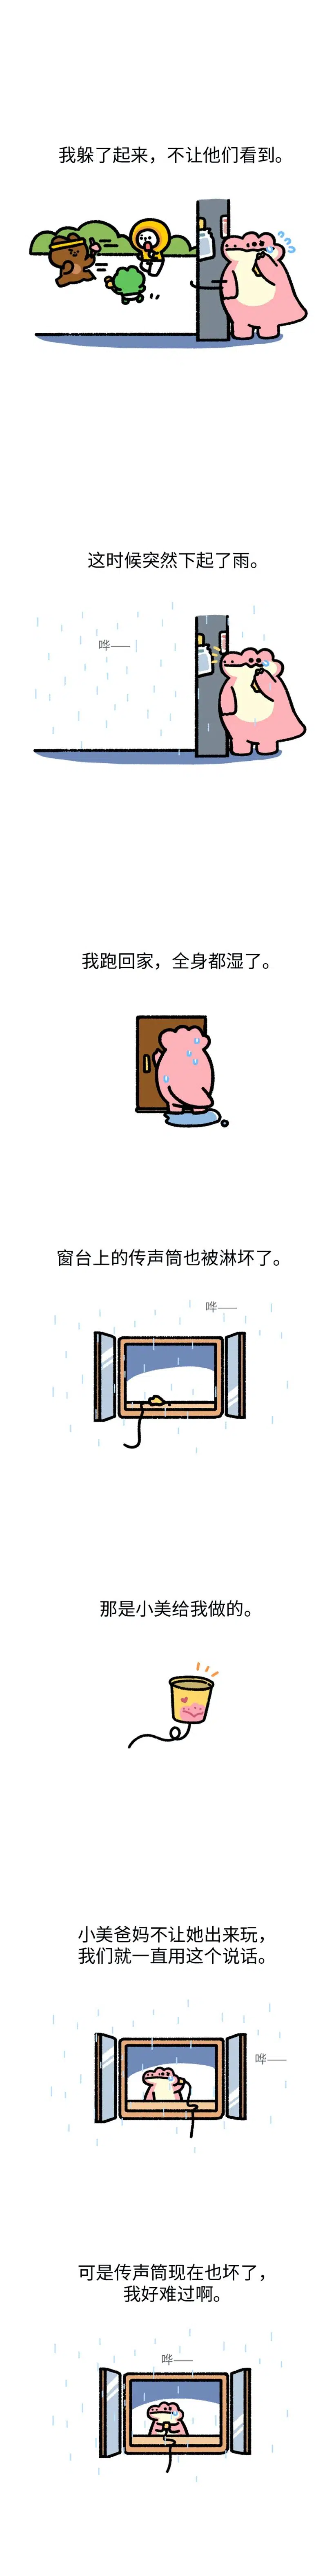 我躲了起来，不让他们看到。
这时候突然下起了雨。
哗——
我跑回家，全身都湿了。
窗台上的传声筒也被淋坏了。
哗——
那是小美给我做的。
小美爸妈不让她出来玩，
我们就一直用这个说话。
哗——
可是传声筒现在也坏了，
我好难过啊。
哗——